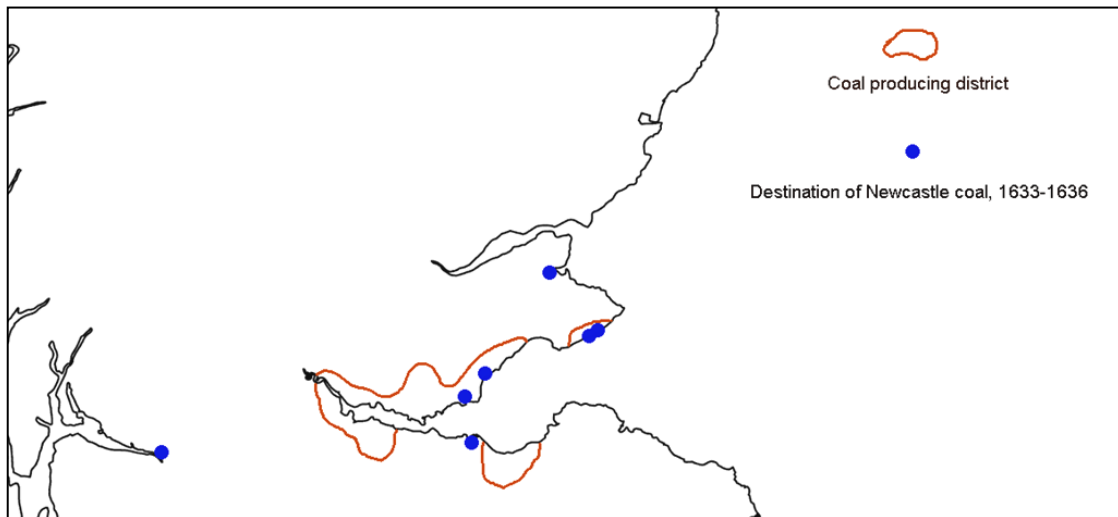 Coal producing district
Destination of Newcastle coal, 1633-1636